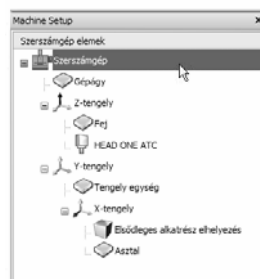 Machine Setup
Szerszámgép elemek
Szerszámgép
Gépágy
Z-tengely
Fej
HEAD ONE ATC
Y-tengely
Tengely egység
X-tengely
Elsődleges alkatrész elhelyezés
Asztal